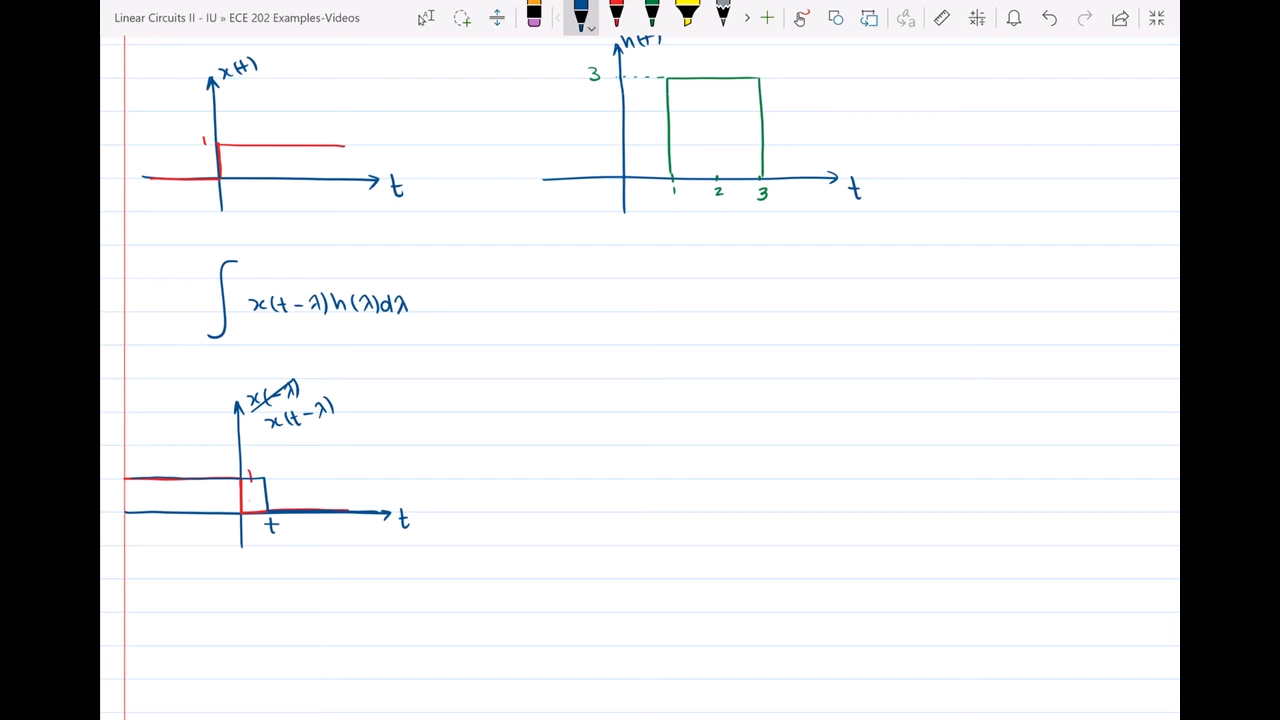 Linear Circuits II - IU » ECE 202 Examples-Videos
x(t)
h(t)
3
1
t
1 2 3
t
∫ x(t-λ)h(λ)dλ
x(-λ)
x(t-λ)
1
t
t